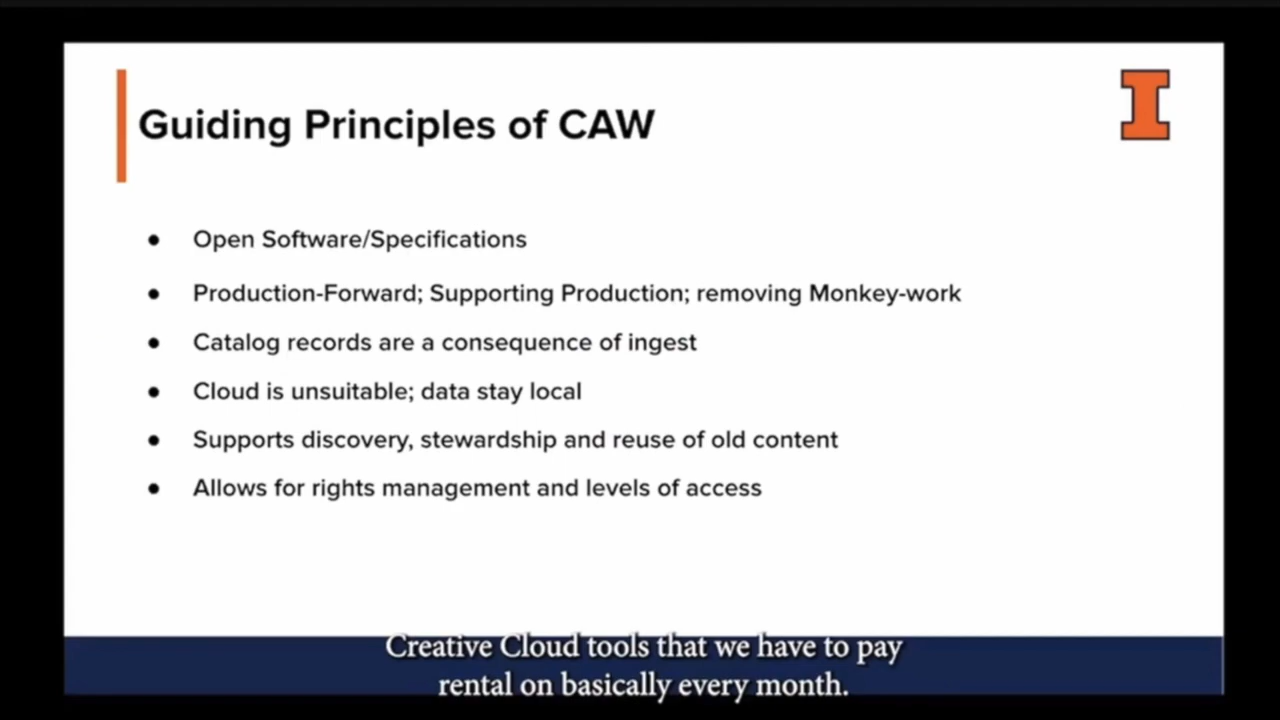 Guiding Principles of CAW
● Open Software/Specifications
● Production-Forward; Supporting Production; removing Monkey-work
● Catalog records are a consequence of ingest
● Cloud is unsuitable; data stay local
● Supports discovery, stewardship and reuse of old content
● Allows for rights management and levels of access
Creative Cloud tools that we have to pay
rental on basically every month.